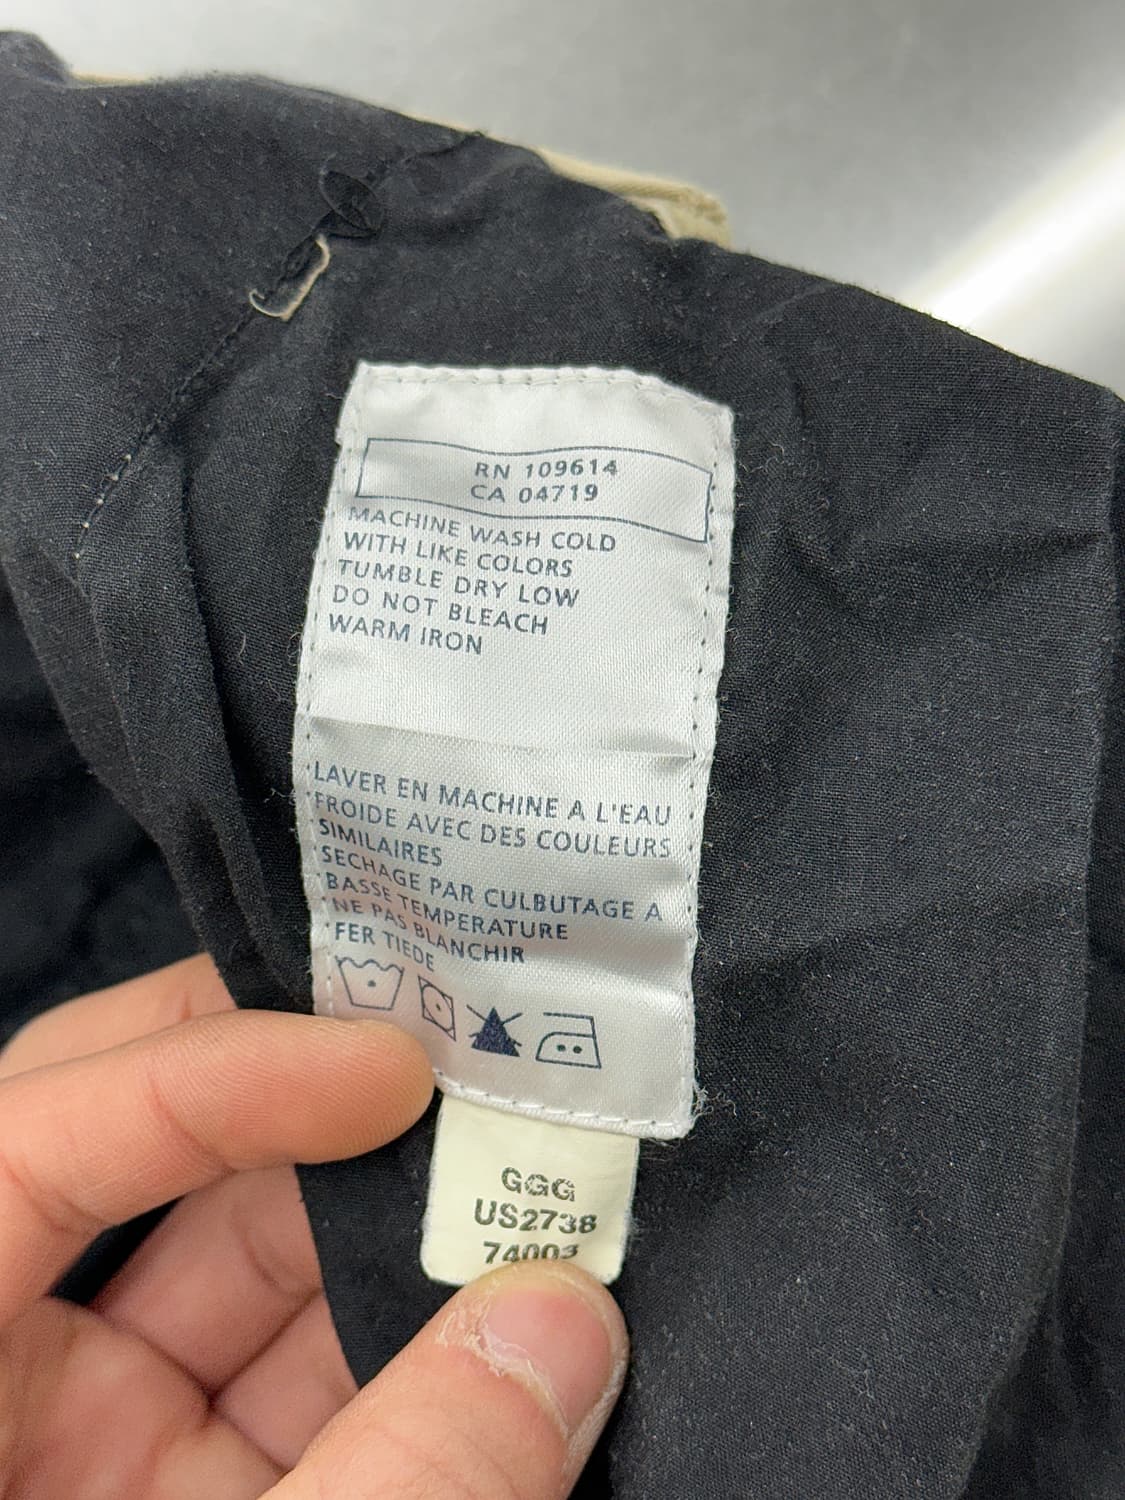 RN 109614
CA 04719
MACHINE WASH COLD
WITH LIKE COLORS
TUMBLE DRY LOW
DO NOT BLEACH
WARM IRON
LAVER EN MACHINE A L'EAU
FROIDE AVEC DES COULEURS
SIMILAIRES
SECHAGE PAR CULBUTAGE A
BASSE TEMPERATURE
NE PAS BLANCHIR
FER TIEDE
GGG
US2738
74003